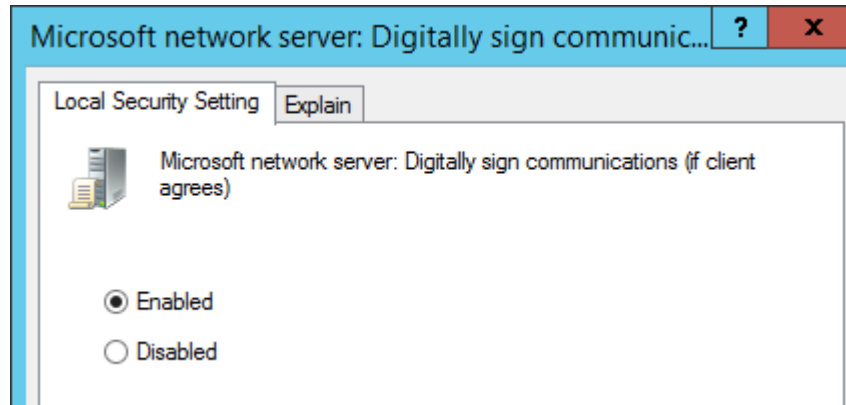 Microsoft network server: Digitally sign communic... ? x
Local Security Setting Explain
Microsoft network server: Digitally sign communications (if client
agrees)
Enabled
Disabled